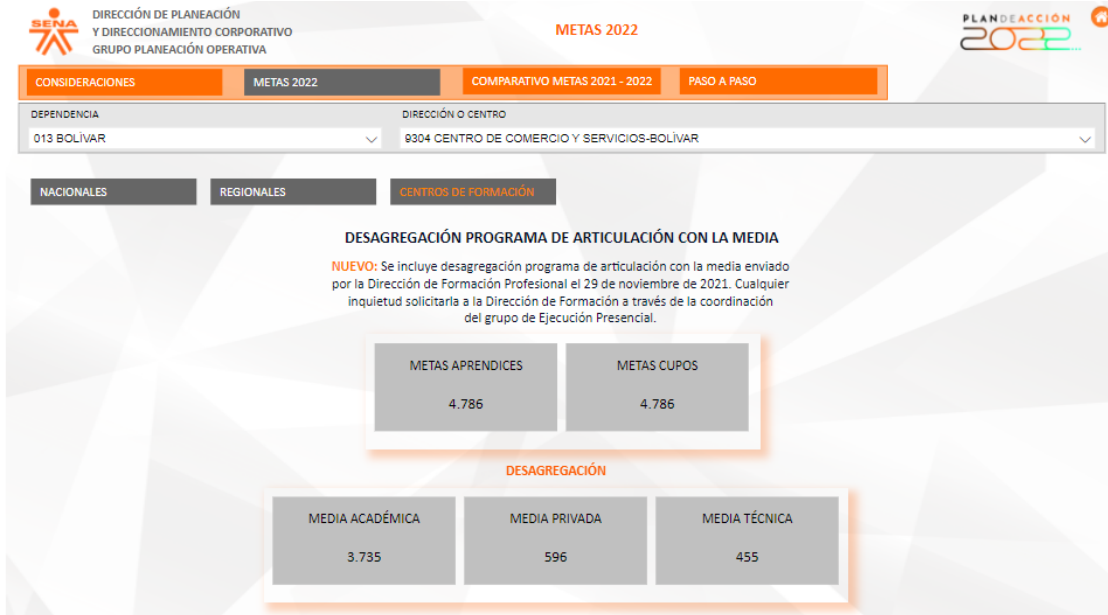 SENA
DIRECCIÓN DE PLANEACIÓN
Y DIRECCIONAMIENTO CORPORATIVO
GRUPO PLANEACIÓN OPERATIVA
METAS 2022
PLANDEACCIÓN
2022...
CONSIDERACIONES
METAS 2022
COMPARATIVO METAS 2021 - 2022
PASO A PASO
DEPENDENCIA
DIRECCIÓN O CENTRO
013 BOLÍVAR
9304 CENTRO DE COMERCIO Y SERVICIOS-BOLÍVAR
NACIONALES
REGIONALES
CENTROS DE FORMACIÓN
DESAGREGACIÓN PROGRAMA DE ARTICULACIÓN CON LA MEDIA
NUEVO: Se incluye desagregación programa de articulación con la media enviado
por la Dirección de Formación Profesional el 29 de noviembre de 2021. Cualquier
inquietud solicitarla a la Dirección de Formación a través de la coordinación
del grupo de Ejecución Presencial.
METAS APRENDICES
METAS CUPOS
4.786
4.786
DESAGREGACIÓN
MEDIA ACADÉMICA
MEDIA PRIVADA
MEDIA TÉCNICA
3.735
596
455